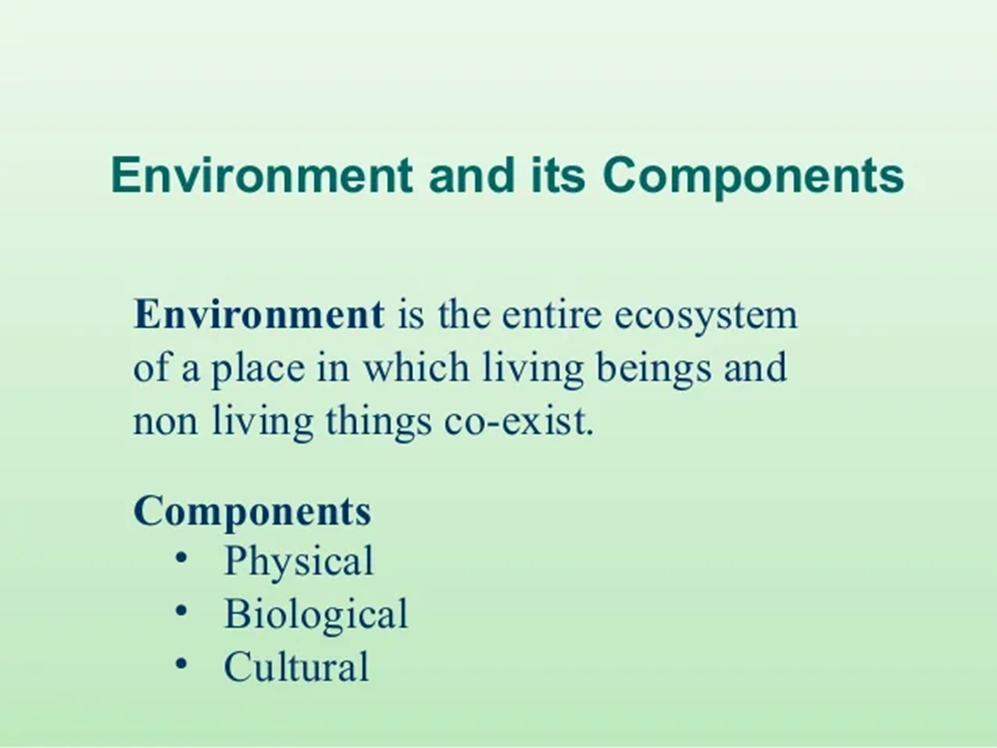 Environment and its Components
Environment is the entire ecosystem
of a place in which living beings and
non living things co-exist.
Components
• Physical
• Biological
• Cultural